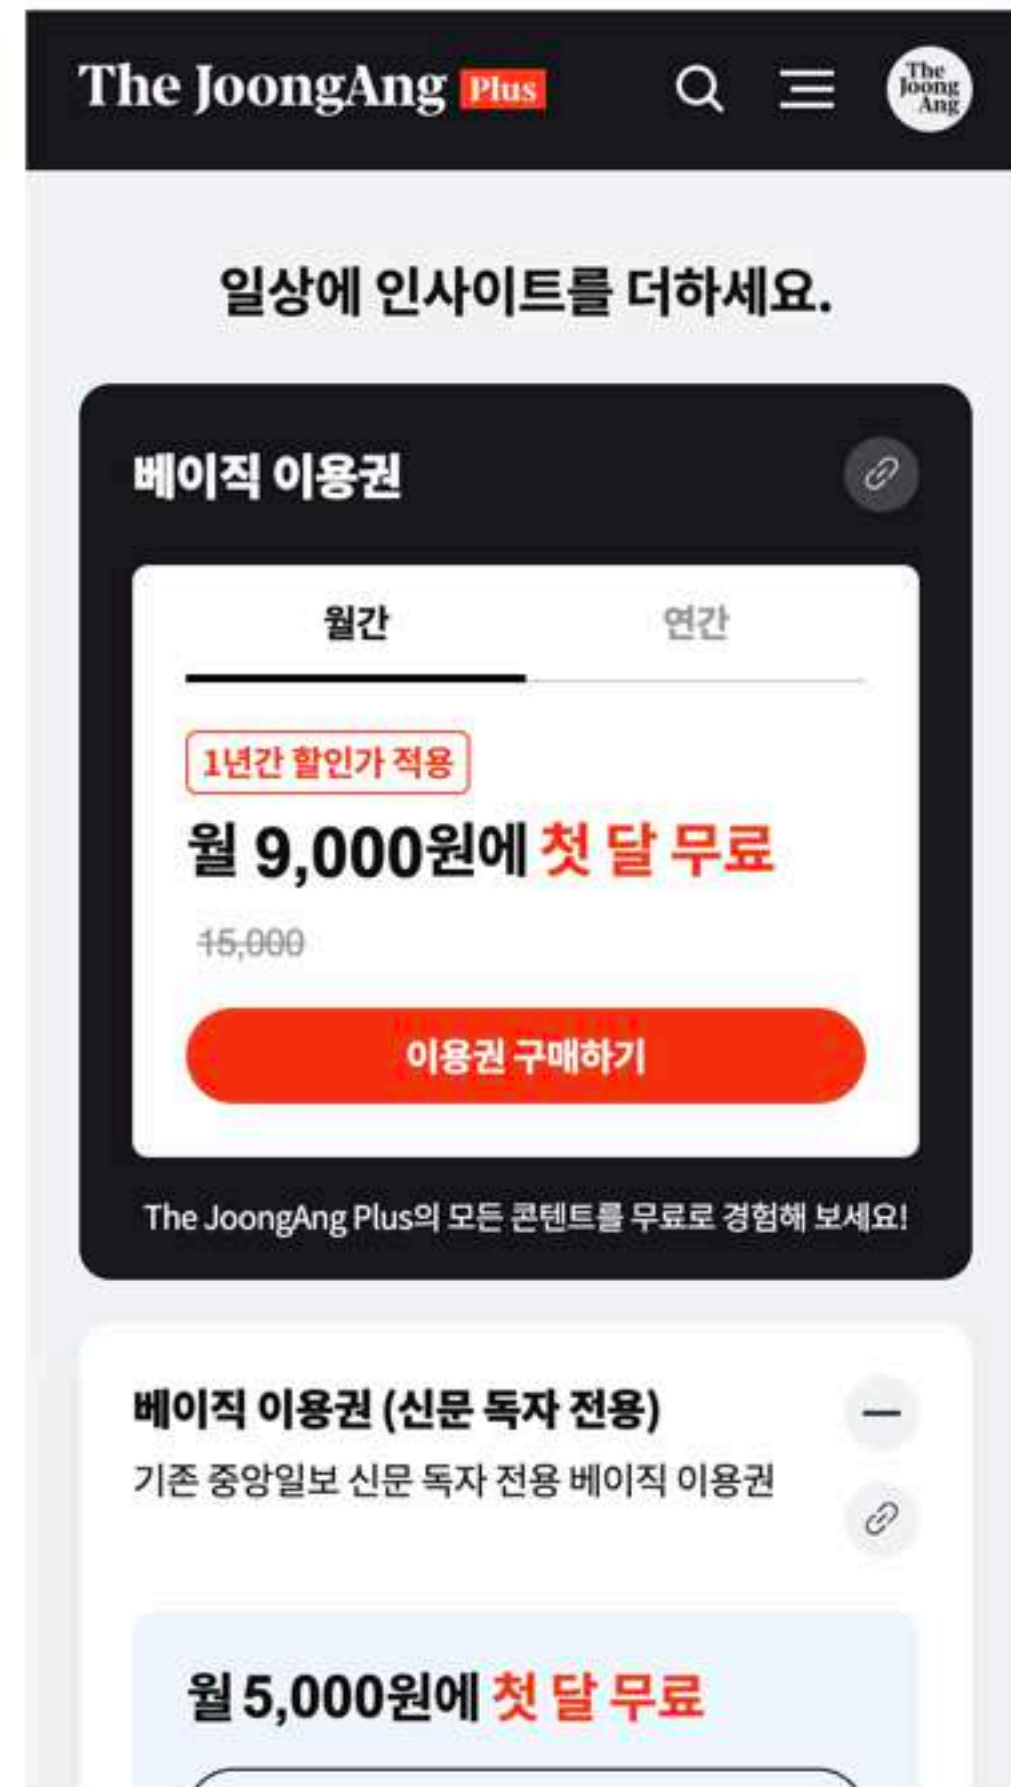 The JoongAng Plus
The
Joong
Ang
일상에 인사이트를 더하세요.
베이직 이용권
월간 연간
1년간 할인가 적용
월 9,000원에 첫 달 무료
15,000
이용권 구매하기
The JoongAng Plus의 모든 콘텐트를 무료로 경험해 보세요!
베이직 이용권 (신문 독자 전용)
기존 중앙일보 신문 독자 전용 베이직 이용권
월 5,000원에 첫 달 무료